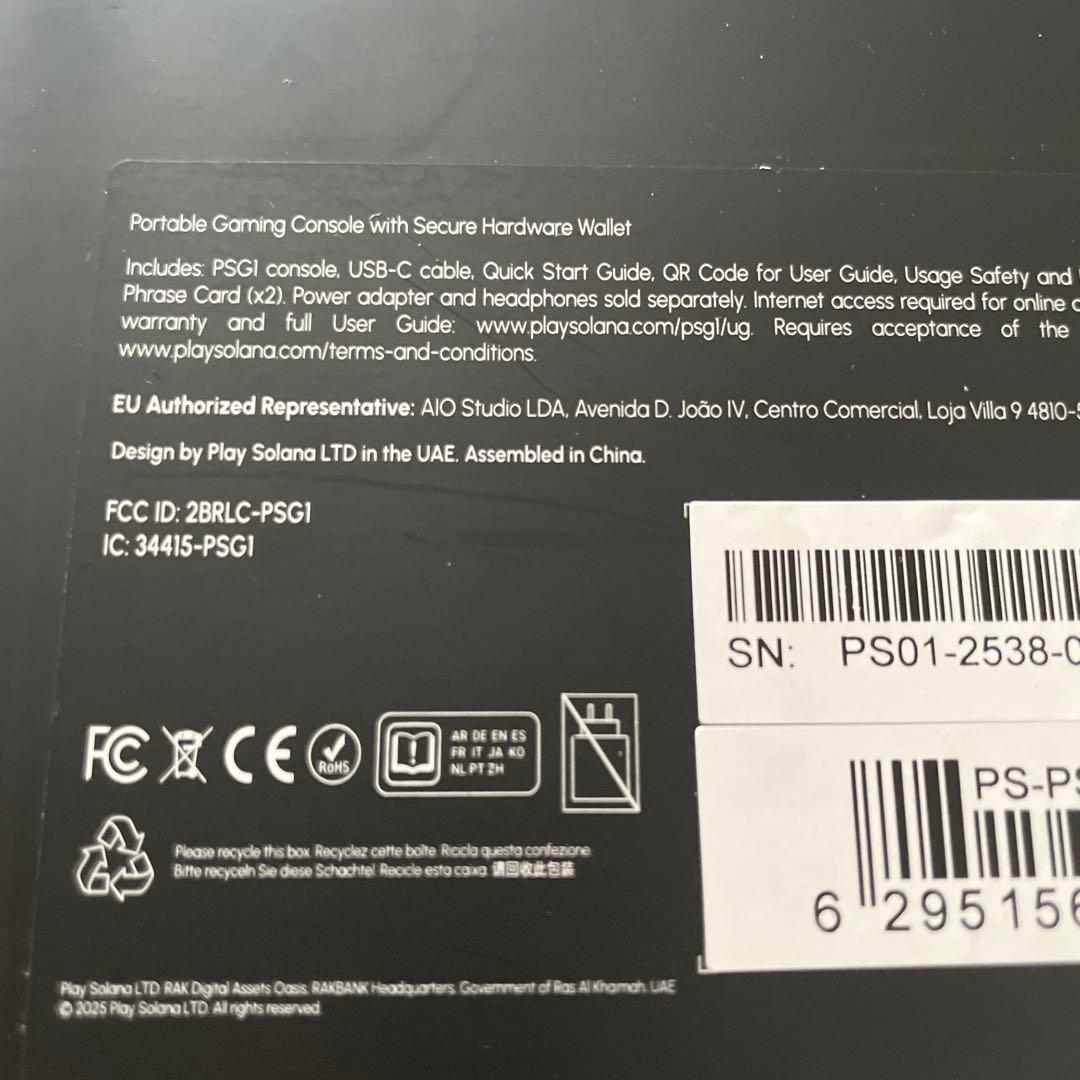 Portable Gaming Console with Secure Hardware Wallet
Includes: PSG1 console, USB-C cable, Quick Start Guide, QR Code for User Guide, Usage Safety and
Phrase Card (x2). Power adapter and headphones sold separately. Internet access required for online
warranty and full User Guide: www.playsolana.com/psg1/ug. Requires acceptance of the
www.playsolana.com/terms-and-conditions.
EU Authorized Representative: AIO Studio LDA, Avenida D. João IV, Centro Comercial, Loja Villa 9 4810-
Design by Play Solana LTD in the UAE. Assembled in China.
FCC ID: 2BRLC-PSG1
IC: 34415-PSG1
SN: PS01-2538-0
FC CE RoHS
AR DE EN ES
FR IT JA KO
NL PT ZH
PS-PS
6 295156
Please recycle this box Recyclez cette boîte Ricicla questa confezione
Bitte recyceln Sie diese Schachtel Recicle esta caixa 请回收此包装
Play Solana LTD. RAK Digital Assets Oasis. RAKBANK Headquarters. Government of Ras Al Khaimah. UAE
© 2025 Play Solana LTD. All rights reserved.